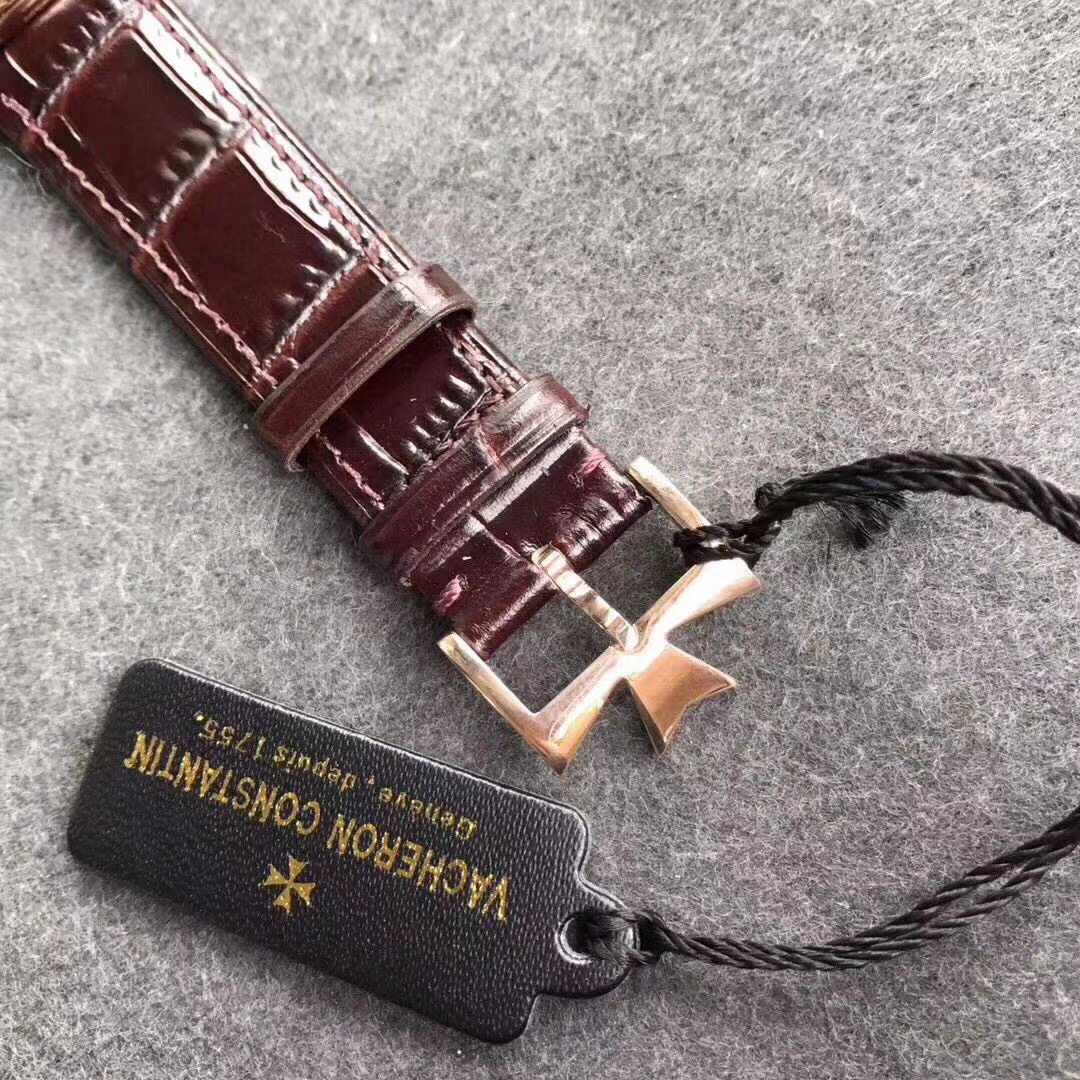 VACHERON CONSTANTIN
Genève, depuis 1755.